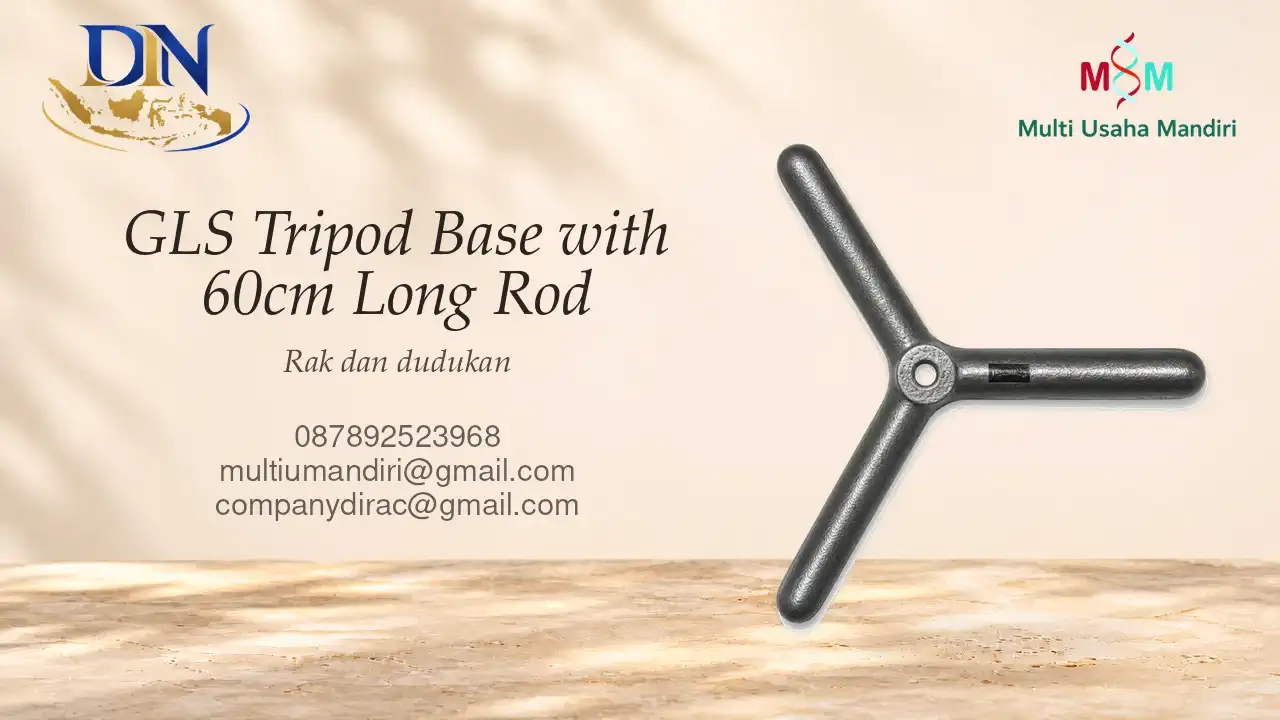 DN
M M
Multi Usaha Mandiri
GLS Tripod Base with
60cm Long Rod
Rak dan dudukan
087892523968
multiumandiri@gmail.com
companydirac@gmail.com